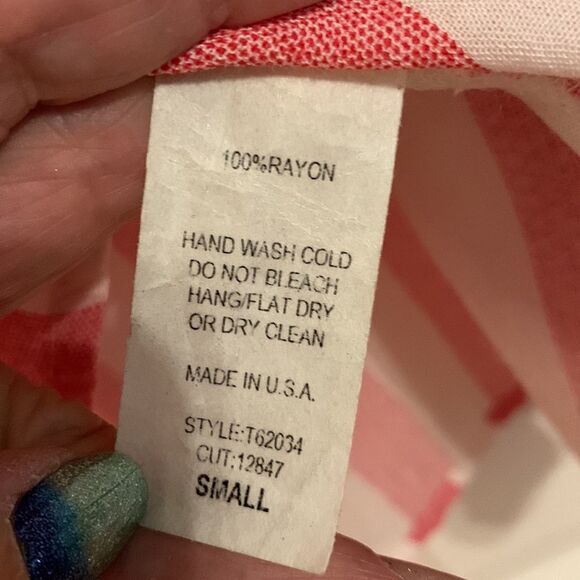 100%RAYON
HAND WASH COLD
DO NOT BLEACH
HANG/FLAT DRY
OR DRY CLEAN
MADE IN U.S.A.
STYLE:T62034
CUT:12847
SMALL